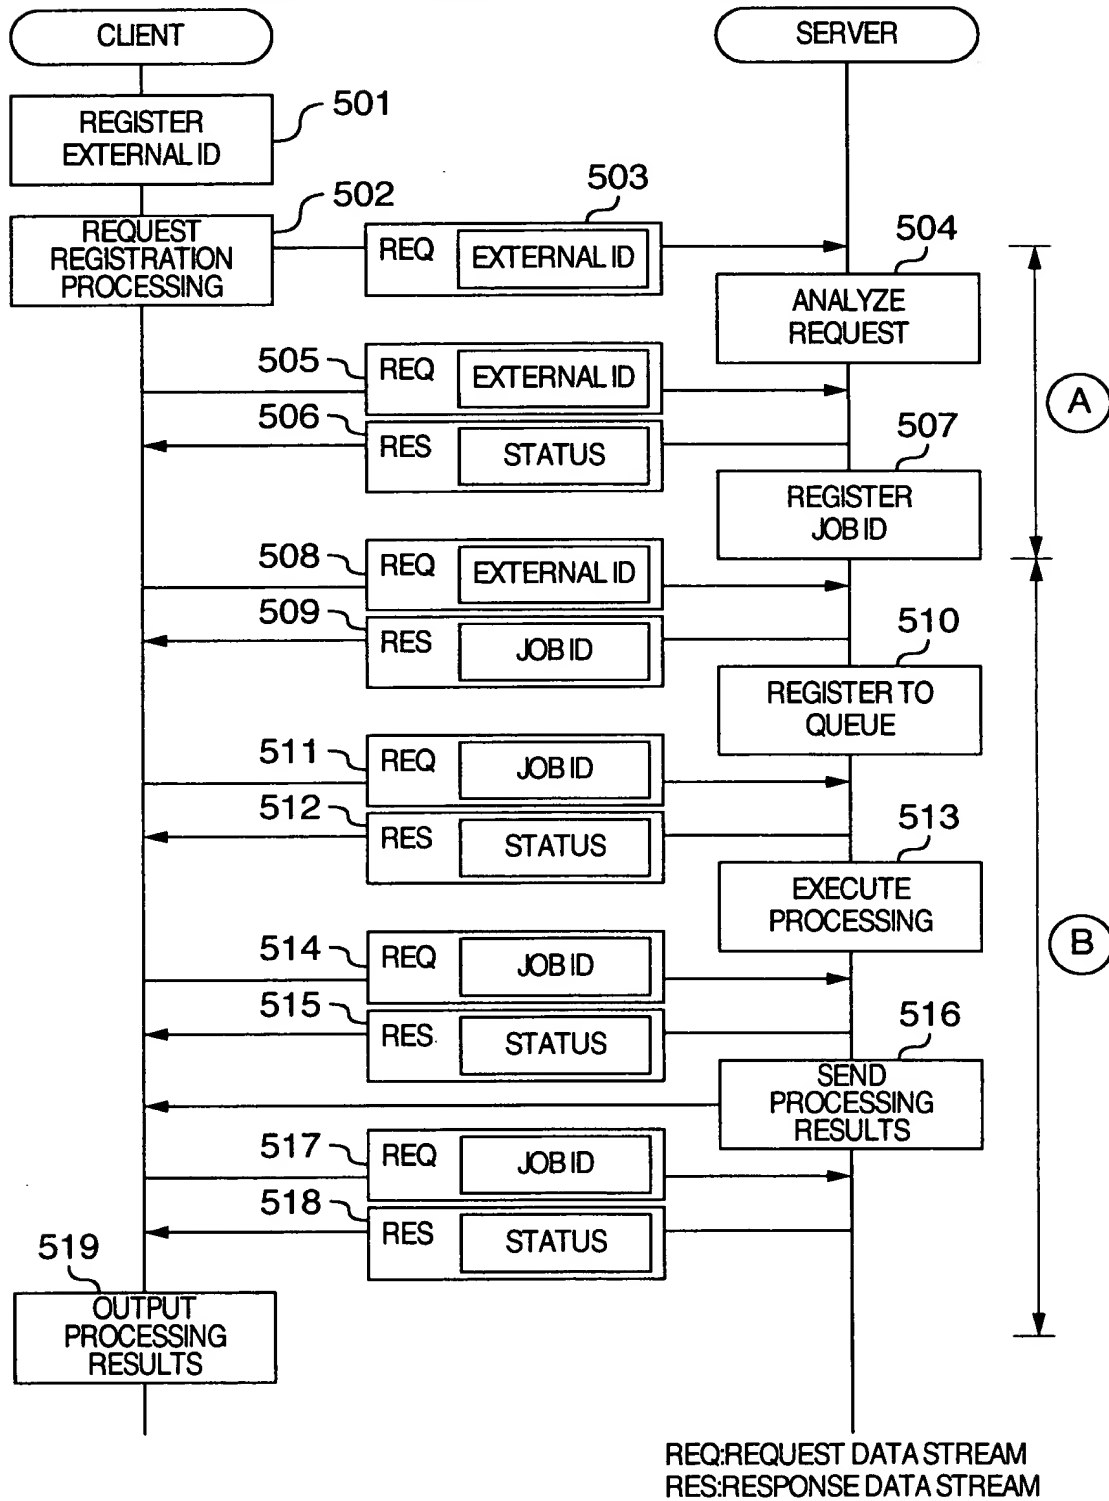 CLIENT
SERVER
REGISTER
EXTERNAL ID
501
REQUEST
REGISTRATION
PROCESSING
502
503
REQ
EXTERNAL ID
504
ANALYZE
REQUEST
505
REQ
EXTERNAL ID
506
RES
STATUS
A
507
REGISTER
JOB ID
508
REQ
EXTERNAL ID
509
RES
JOB ID
510
REGISTER TO
QUEUE
511
REQ
JOB ID
512
RES
STATUS
513
EXECUTE
PROCESSING
514
REQ
JOB ID
B
515
RES
STATUS
516
SEND
PROCESSING
RESULTS
517
REQ
JOB ID
518
RES
STATUS
519
OUTPUT
PROCESSING
RESULTS
REQ:REQUEST DATA STREAM
RES:RESPONSE DATA STREAM